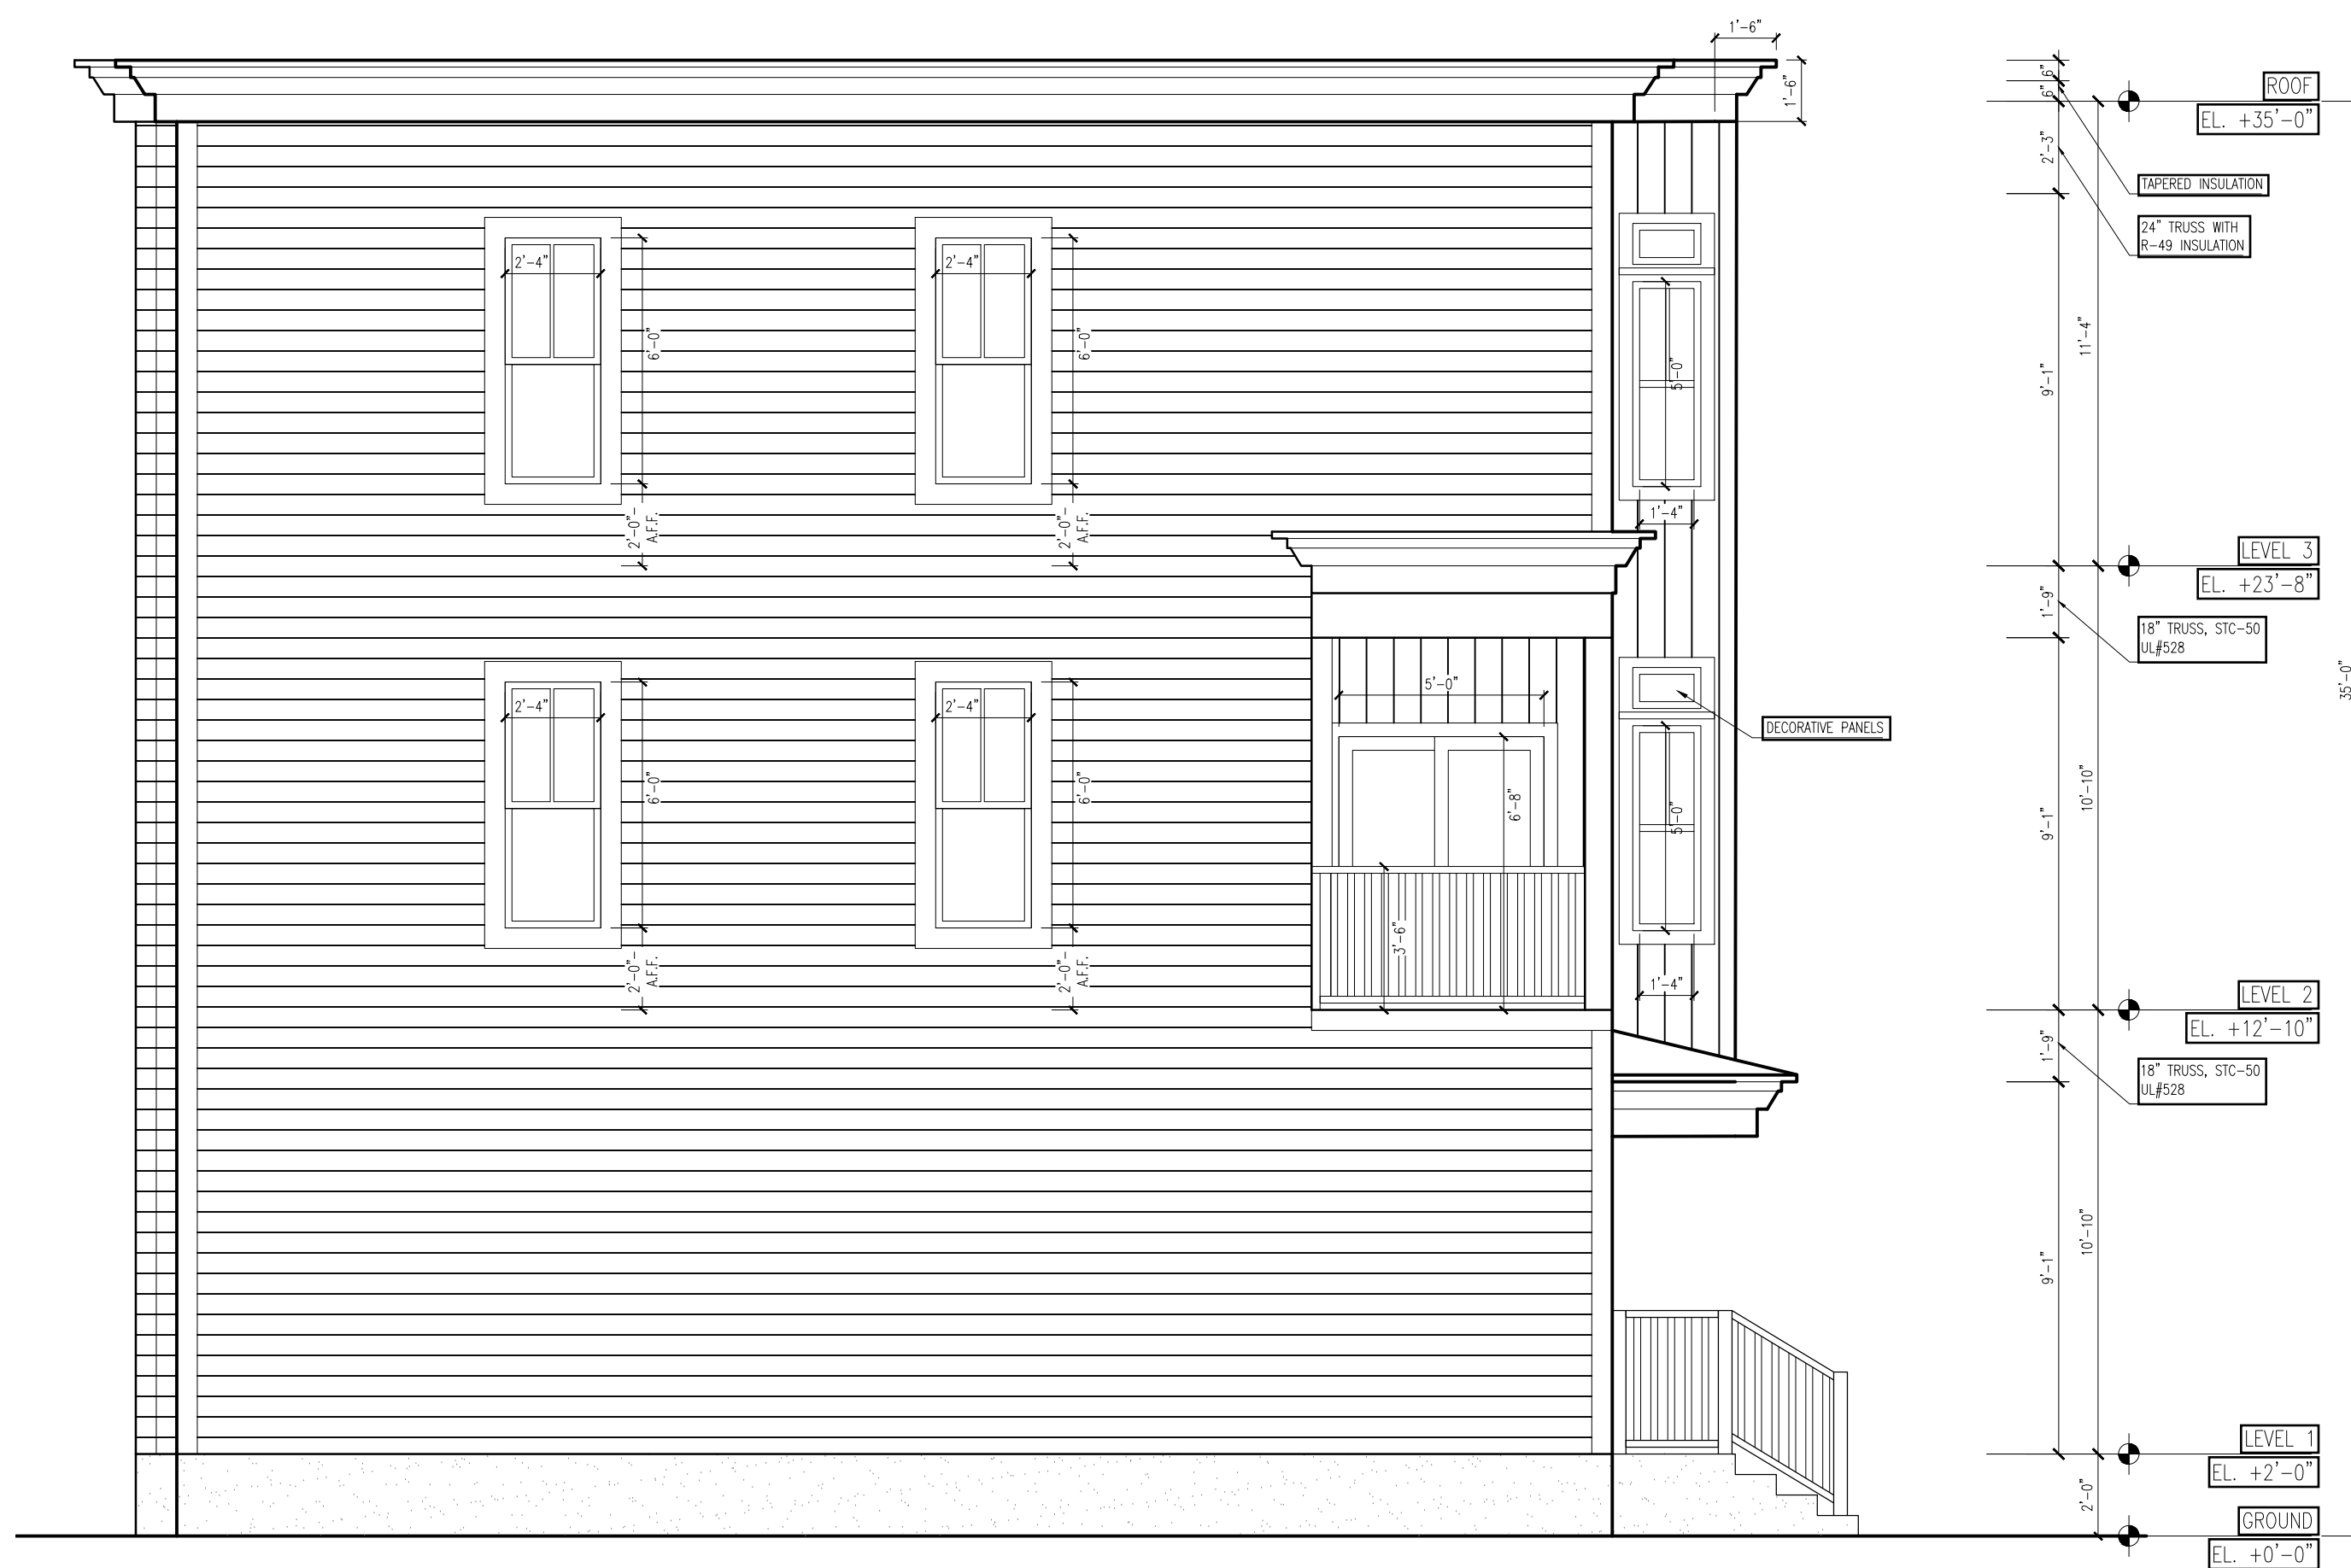 1'-6"
1'-6"
6"
6"
ROOF
EL. +35'-0"
2'-3"
TAPERED INSULATION
24" TRUSS WITH
R-49 INSULATION
2'-4"
2'-4"
6'-0"
6'-0"
5'-0"
9'-1"
11'-4"
2'-0"
A.F.F.
2'-0"
A.F.F.
1'-4"
LEVEL 3
EL. +23'-8"
1'-9"
18" TRUSS, STC-50
UL#528
35'-0"
2'-4"
2'-4"
5'-0"
DECORATIVE PANELS
6'-0"
6'-0"
6'-8"
5'-0"
9'-1"
10'-10"
3'-6"
2'-0"
A.F.F.
2'-0"
A.F.F.
1'-4"
LEVEL 2
EL. +12'-10"
1'-9"
18" TRUSS, STC-50
UL#528
9'-1"
10'-10"
LEVEL 1
EL. +2'-0"
2'-0"
GROUND
EL. +0'-0"